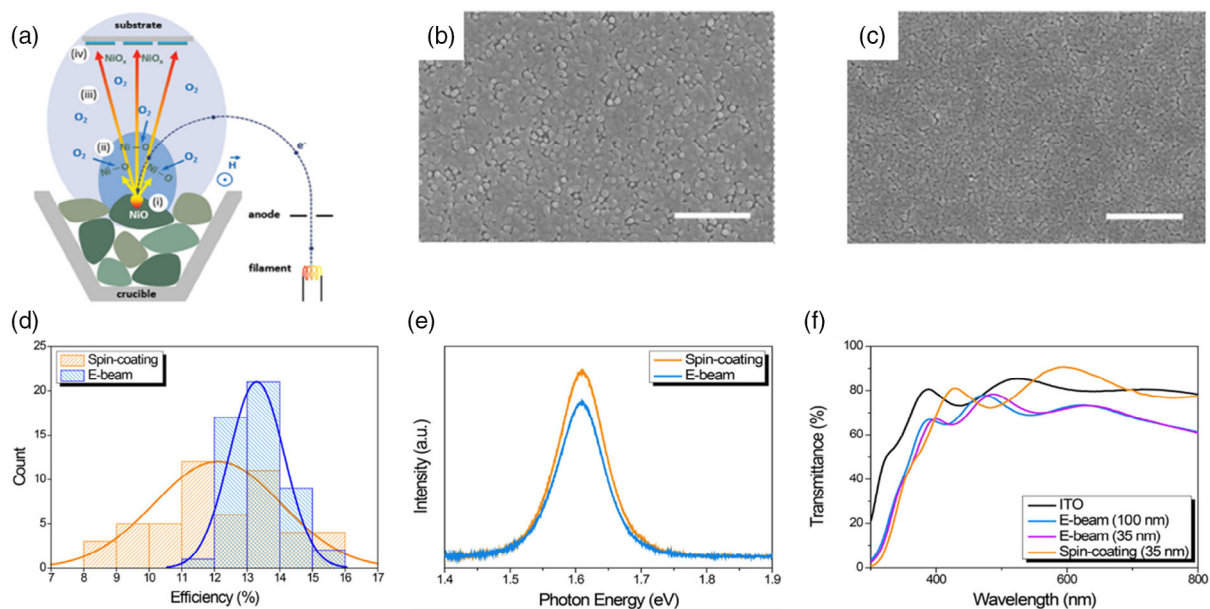 (a)
substrate
(iv)
NiOx
NiOx
O2
O2
(iii)
O2
O2
O2
(ii)
Ni—O
O2
Ni—O
Ni—O
e-
H
(i)
NiO
anode
filament
crucible
(b)
(c)
(d)
25
20
15
10
5
0
Count
Spin-coating
E-beam
7 8 9 10 11 12 13 14 15 16 17
Efficiency (%)
(e)
Intensity (a.u.)
Spin-coating
E-beam
1.4 1.5 1.6 1.7 1.8 1.9
Photon Energy (eV)
(f)
100
80
60
40
20
0
Transmittance (%)
ITO
E-beam (100 nm)
E-beam (35 nm)
Spin-coating (35 nm)
400 600 800
Wavelength (nm)